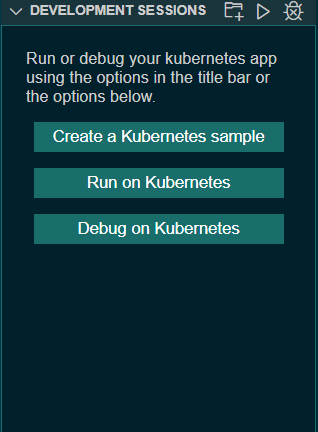 DEVELOPMENT SESSIONS
Run or debug your kubernetes app
using the options in the title bar or
the options below.
Create a Kubernetes sample
Run on Kubernetes
Debug on Kubernetes